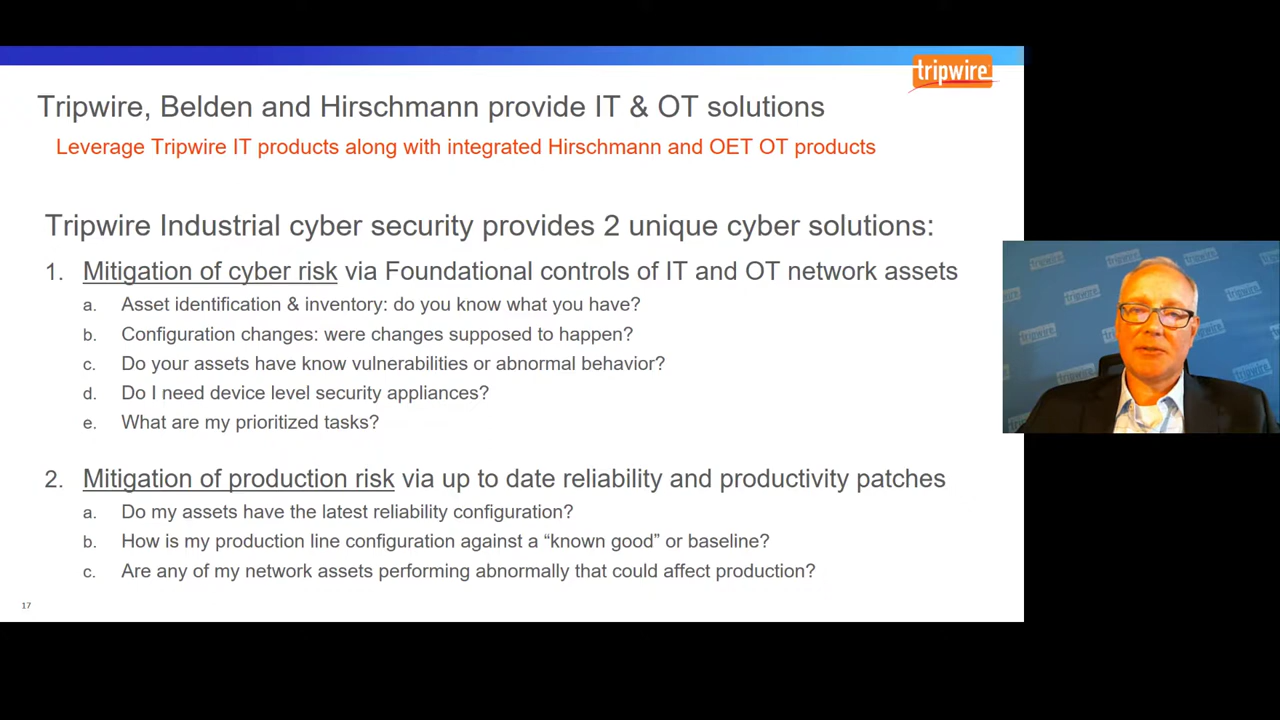 tripwire
Tripwire, Belden and Hirschmann provide IT & OT solutions
Leverage Tripwire IT products along with integrated Hirschmann and OET OT products
Tripwire Industrial cyber security provides 2 unique cyber solutions:
1. Mitigation of cyber risk via Foundational controls of IT and OT network assets
a. Asset identification & inventory: do you know what you have?
b. Configuration changes: were changes supposed to happen?
c. Do your assets have know vulnerabilities or abnormal behavior?
d. Do I need device level security appliances?
e. What are my prioritized tasks?
2. Mitigation of production risk via up to date reliability and productivity patches
a. Do my assets have the latest reliability configuration?
b. How is my production line configuration against a “known good” or baseline?
c. Are any of my network assets performing abnormally that could affect production?
17
tripwire
tripwire
tripwire
tripwire
tripwire
tripwire